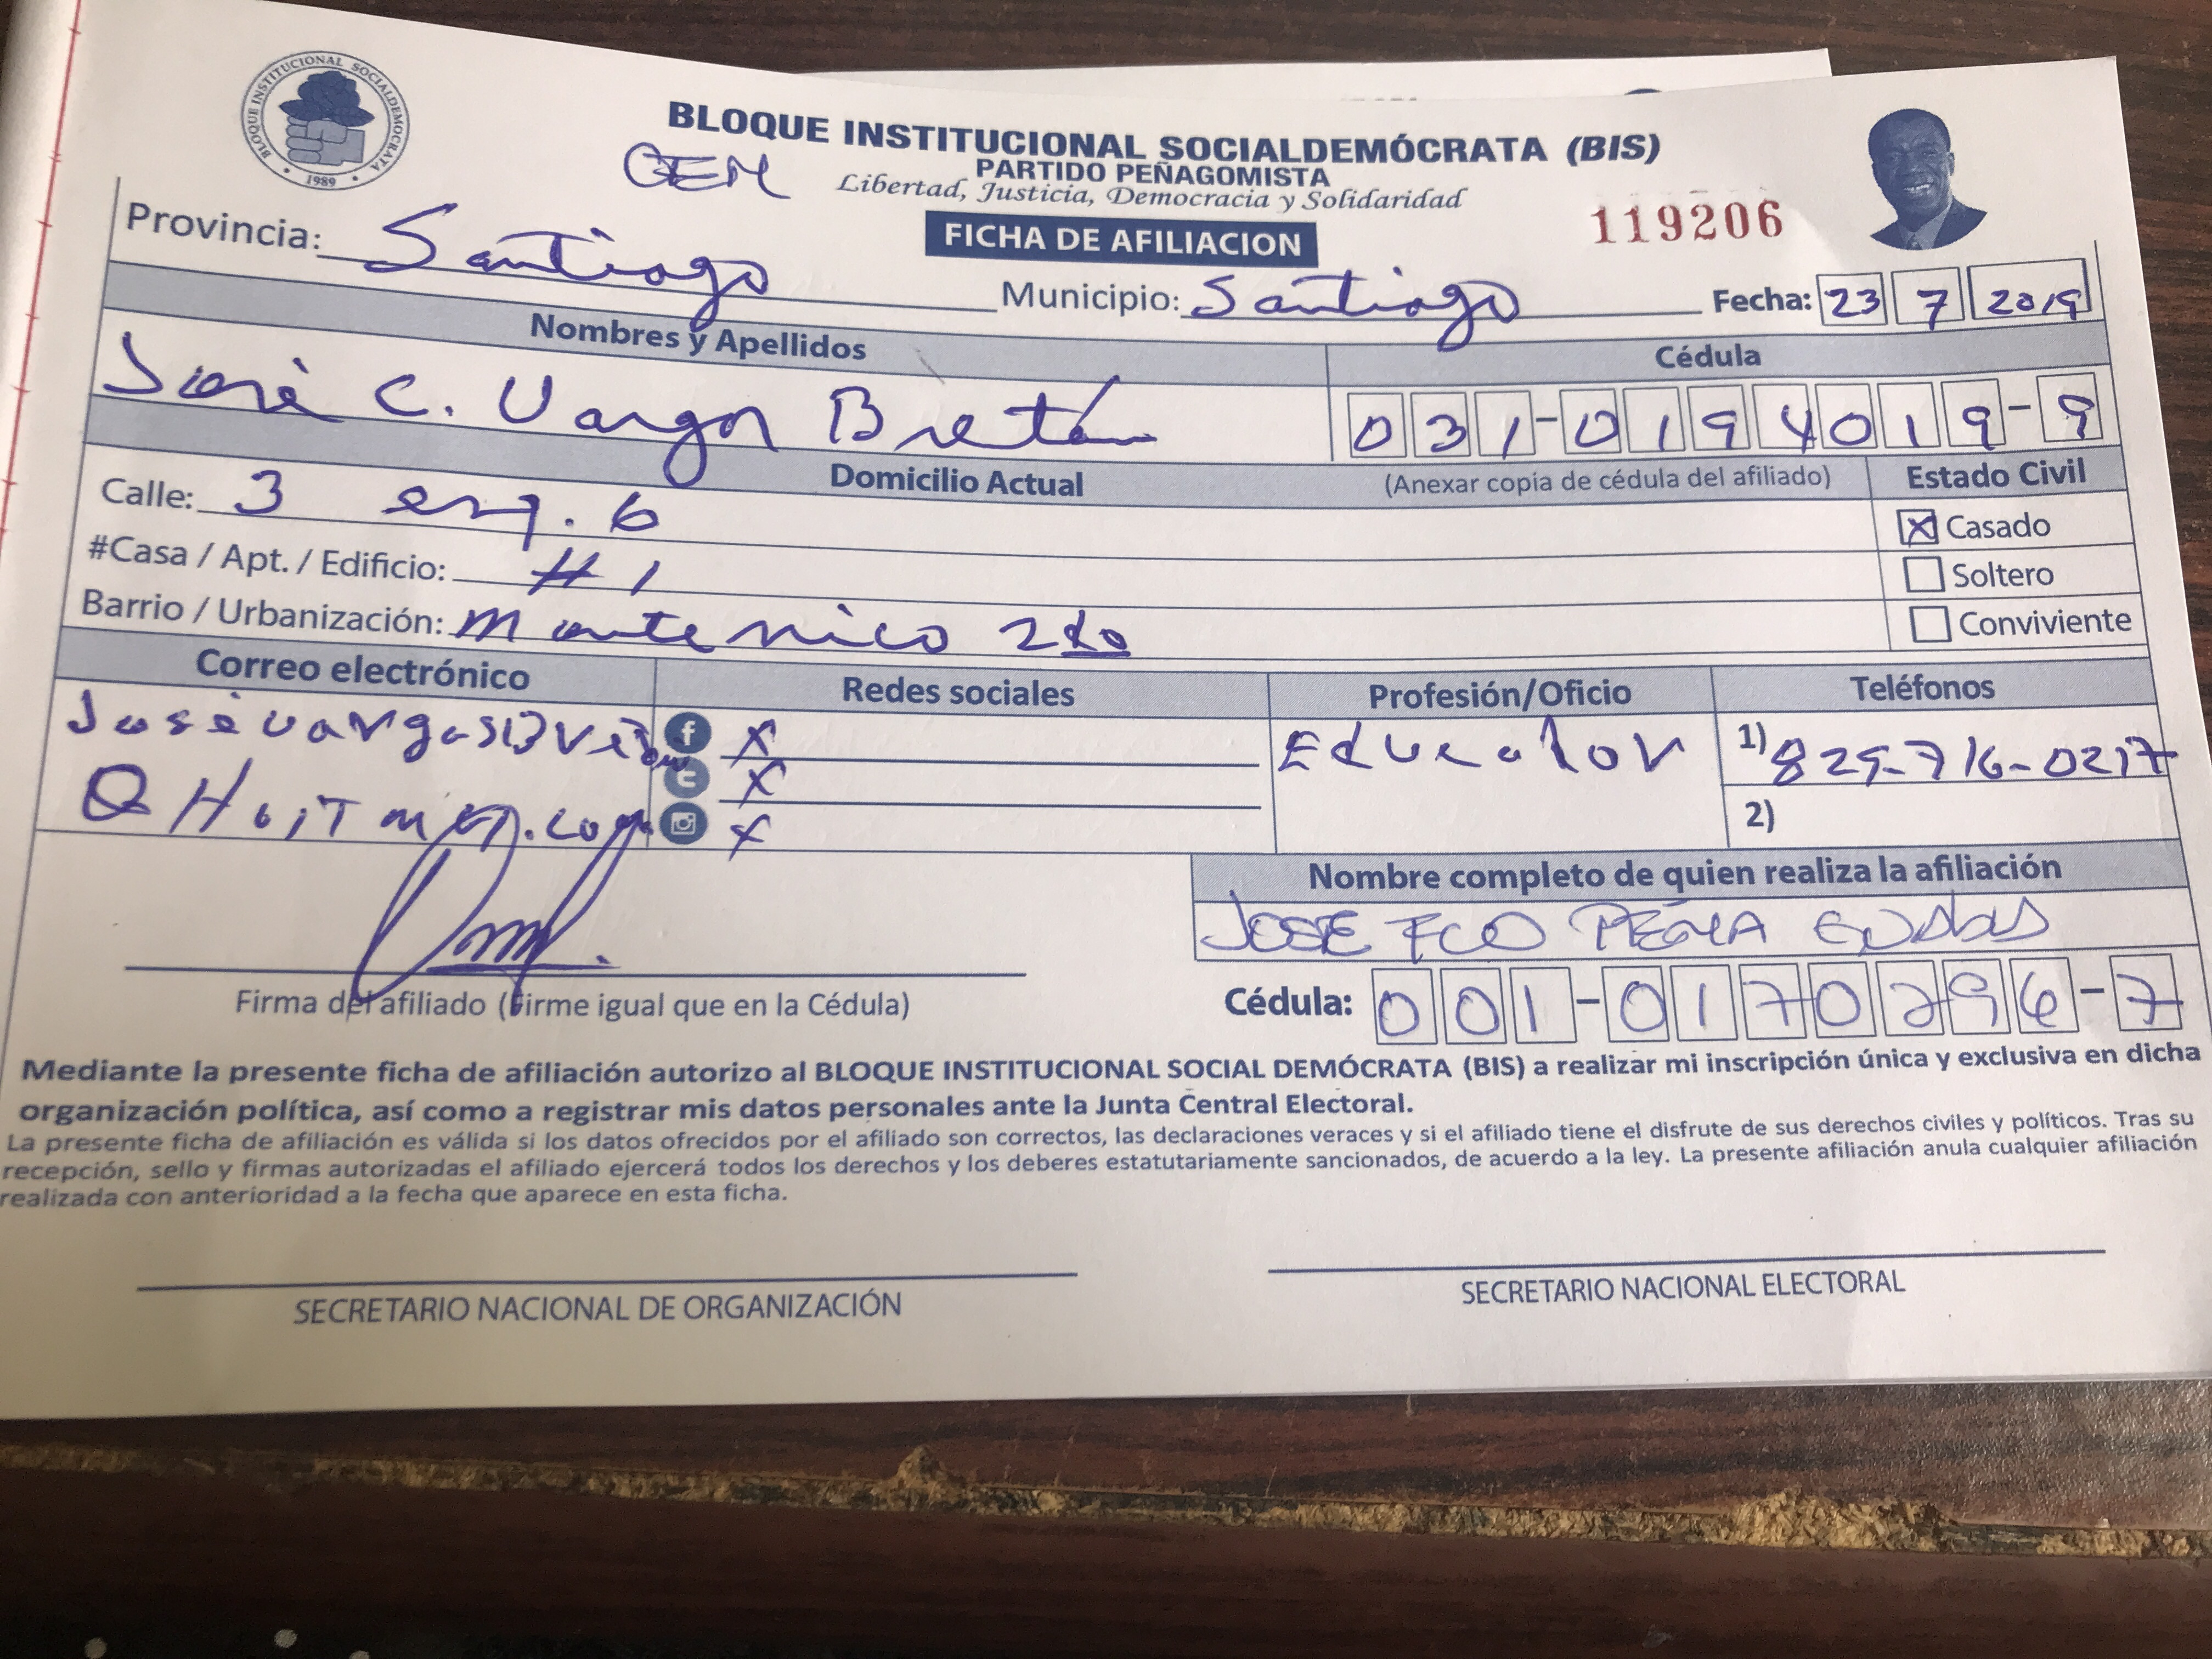 BLOQUE INSTITUCIONAL SOCIALDEMOCRATA
1989
BLOQUE INSTITUCIONAL SOCIALDEMÓCRATA (BIS)
PARTIDO PEÑAGOMISTA
Libertad, Justicia, Democracia y Solidaridad
FICHA DE AFILIACION
119206
Provincia: Santiago
Municipio: Santiago
Fecha: 23 7 2019
Nombres y Apellidos
Cédula
José C. Vargas Bretón
031-0194019-9
Domicilio Actual
(Anexar copia de cédula del afiliado)
Estado Civil
Calle: 3 esq. 6
X Casado
#Casa / Apt. / Edificio: #1
Soltero
Barrio / Urbanización: Monte nico 2do
Conviviente
Correo electrónico
Redes sociales
Profesión/Oficio
Teléfonos
f X
Educador
1) 829-716-0217
X
2)
X
Nombre completo de quien realiza la afiliación
JOSE FCO PEÑA
Firma del afiliado (Firme igual que en la Cédula)
Cédula: 001-0170296-7
Mediante la presente ficha de afiliación autorizo al BLOQUE INSTITUCIONAL SOCIAL DEMÓCRATA (BIS) a realizar mi inscripción única y exclusiva en dicha
organización política, así como a registrar mis datos personales ante la Junta Central Electoral.
La presente ficha de afiliación es válida si los datos ofrecidos por el afiliado son correctos, las declaraciones veraces y si el afiliado tiene el disfrute de sus derechos civiles y políticos. Tras su
recepción, sello y firmas autorizadas el afiliado ejercerá todos los derechos y los deberes estatutariamente sancionados, de acuerdo a la ley. La presente afiliación anula cualquier afiliación
realizada con anterioridad a la fecha que aparece en esta ficha.
SECRETARIO NACIONAL DE ORGANIZACIÓN
SECRETARIO NACIONAL ELECTORAL